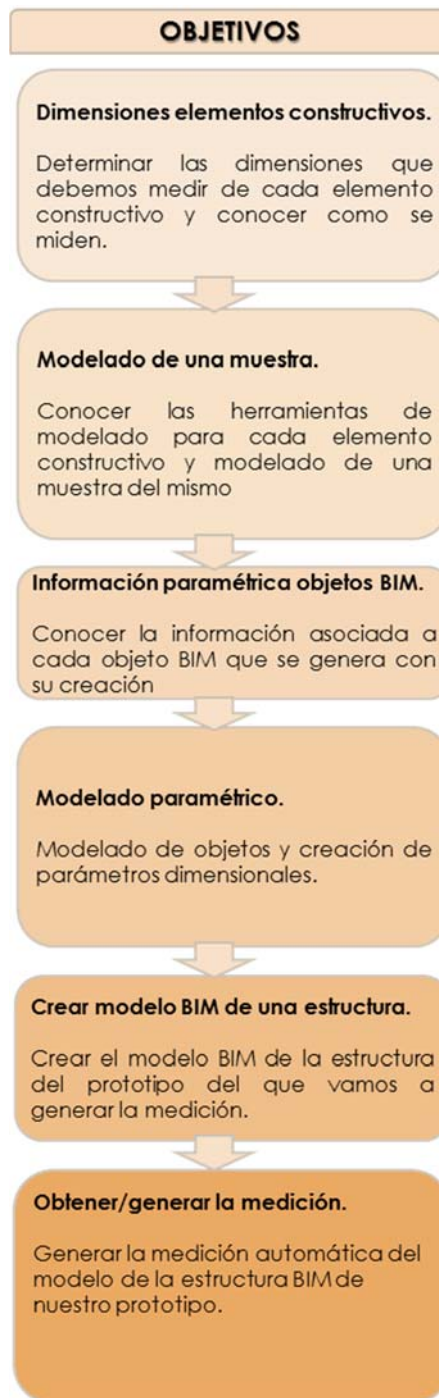 OBJETIVOS
Dimensiones elementos constructivos.
Determinar las dimensiones que
debemos medir de cada elemento
constructivo y conocer como se
miden.
Modelado de una muestra.
Conocer las herramientas de
modelado para cada elemento
constructivo y modelado de una
muestra del mismo
Información paramétrica objetos BIM.
Conocer la información asociada a
cada objeto BIM que se genera con
su creación
Modelado paramétrico.
Modelado de objetos y creación de
parámetros dimensionales.
Crear modelo BIM de una estructura.
Crear el modelo BIM de la estructura
del prototipo del que vamos a
generar la medición.
Obtener/generar la medición.
Generar la medición automática del
modelo de la estructura BIM de
nuestro prototipo.